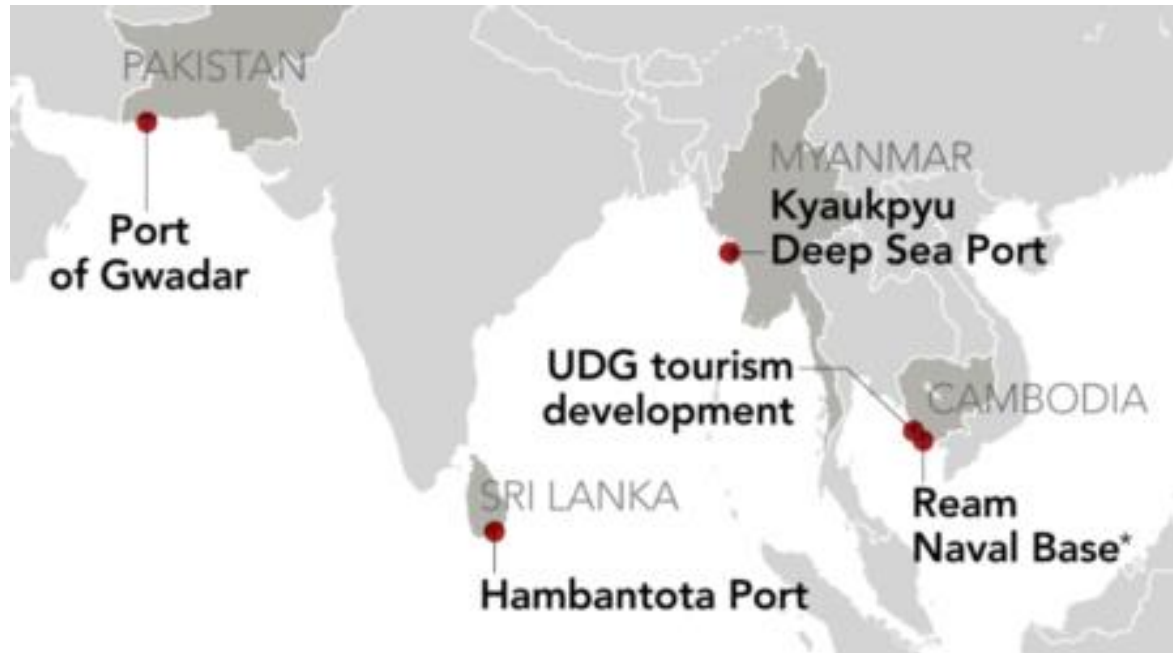 PAKISTAN
Port
of Gwadar
MYANMAR
Kyaukpyu
Deep Sea Port
UDG tourism
development
CAMBODIA
Ream
Naval Base*
SRI LANKA
Hambantota Port